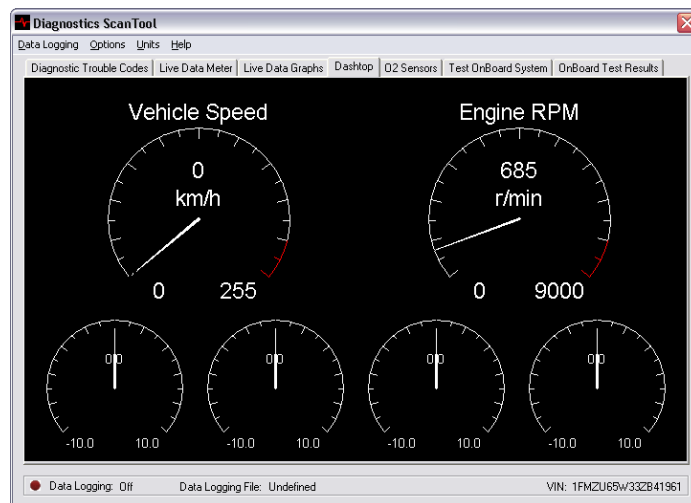 Diagnostics ScanTool
Data Logging Options Units Help
Diagnostic Trouble Codes Live Data Meter Live Data Graphs Dashtop O2 Sensors Test OnBoard System OnBoard Test Results
Vehicle Speed Engine RPM
0 685
km/h r/min
0 255 0 9000
0.0 0.0 0.0 0.0
-10.0 10.0 -10.0 10.0 -10.0 10.0 -10.0 10.0
Data Logging: Off Data Logging File: Undefined VIN: 1FMZU65W33ZB41961